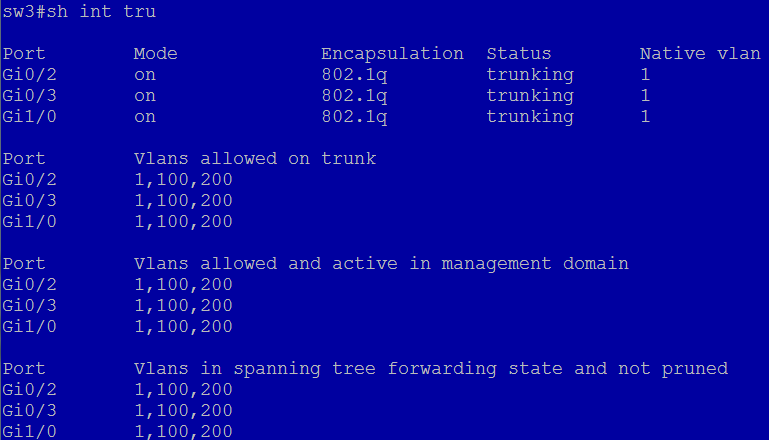 sw3#sh int tru
Port Mode Encapsulation Status Native vlan
Gi0/2 on 802.1q trunking 1
Gi0/3 on 802.1q trunking 1
Gi1/0 on 802.1q trunking 1
Port Vlans allowed on trunk
Gi0/2 1,100,200
Gi0/3 1,100,200
Gi1/0 1,100,200
Port Vlans allowed and active in management domain
Gi0/2 1,100,200
Gi0/3 1,100,200
Gi1/0 1,100,200
Port Vlans in spanning tree forwarding state and not pruned
Gi0/2 1,100,200
Gi0/3 1,100,200
Gi1/0 1,100,200